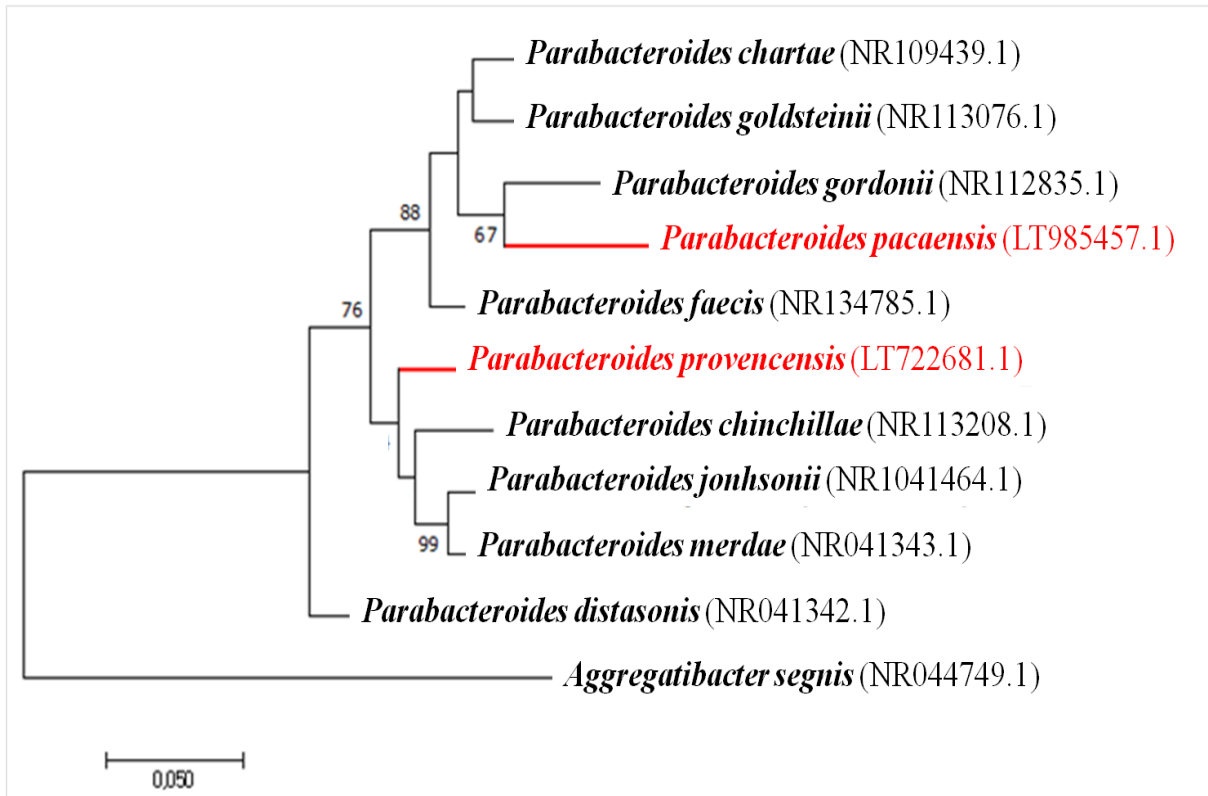 Parabacteroides chartae (NR109439.1)
Parabacteroides goldsteinii (NR113076.1)
Parabacteroides gordonii (NR112835.1)
88
67
Parabacteroides pacaensis (LT985457.1)
Parabacteroides faecis (NR134785.1)
76
Parabacteroides provencensis (LT722681.1)
Parabacteroides chinchillae (NR113208.1)
Parabacteroides jonhsonii (NR1041464.1)
99
Parabacteroides merdae (NR041343.1)
Parabacteroides distasonis (NR041342.1)
Aggregatibacter segnis (NR044749.1)
0,050